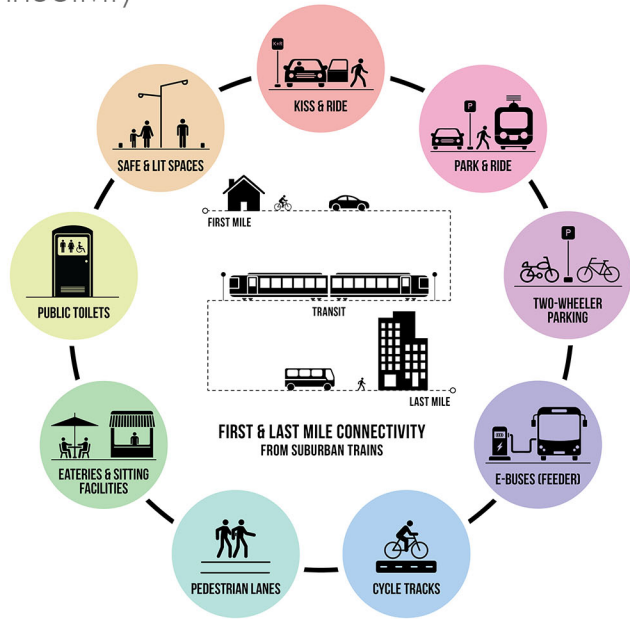 K+R
KISS & RIDE
P
PARK & RIDE
P
TWO-WHEELER
PARKING
E-BUSES (FEEDER)
CYCLE TRACKS
PEDESTRIAN LANES
EATERIES & SITTING
FACILITIES
PUBLIC TOILETS
SAFE & LIT SPACES
FIRST MILE
TRANSIT
LAST MILE
FIRST & LAST MILE CONNECTIVITY
FROM SUBURBAN TRAINS